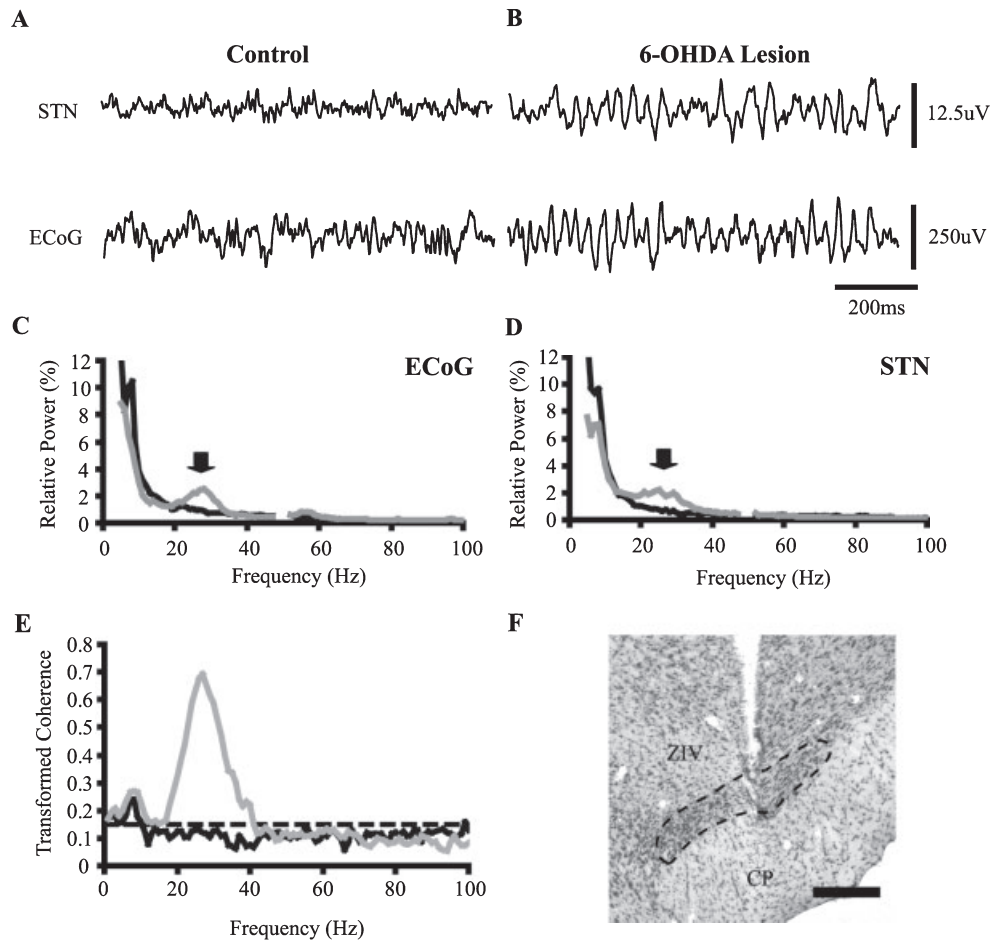 A
B
Control
6-OHDA Lesion
STN
12.5uV
ECoG
250uV
200ms
C
ECoG
Relative Power (%)
12
10
8
6
4
2
0
0 20 40 60 80 100
Frequency (Hz)
D
STN
Relative Power (%)
12
10
8
6
4
2
0
0 20 40 60 80 100
Frequency (Hz)
E
Transformed Coherence
0.8
0.7
0.6
0.5
0.4
0.3
0.2
0.1
0
0 20 40 60 80 100
Frequency (Hz)
F
ZIV
CP